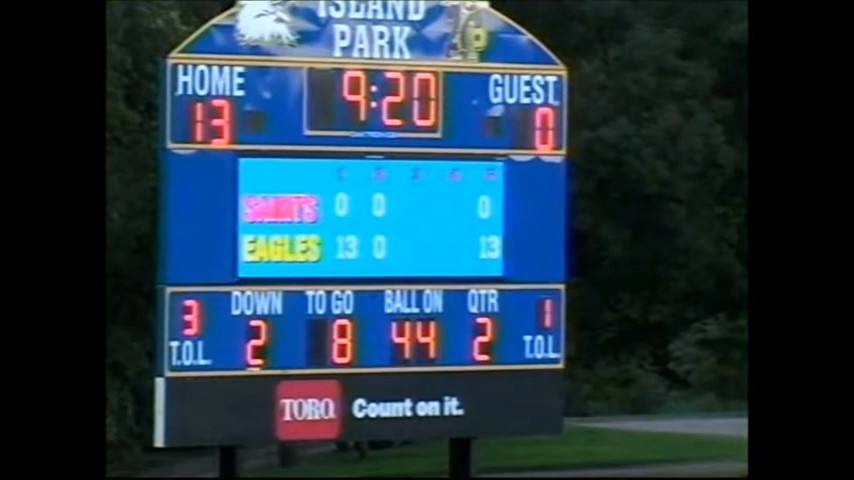 ISLAND
PARK
HOME 9:20 GUEST
13 0
SAINTS 0 0 0
EAGLES 13 0 13
3 DOWN TO GO BALL ON QTR 1
T.O.L. 2 8 44 2 T.O.L.
TORO Count on it.